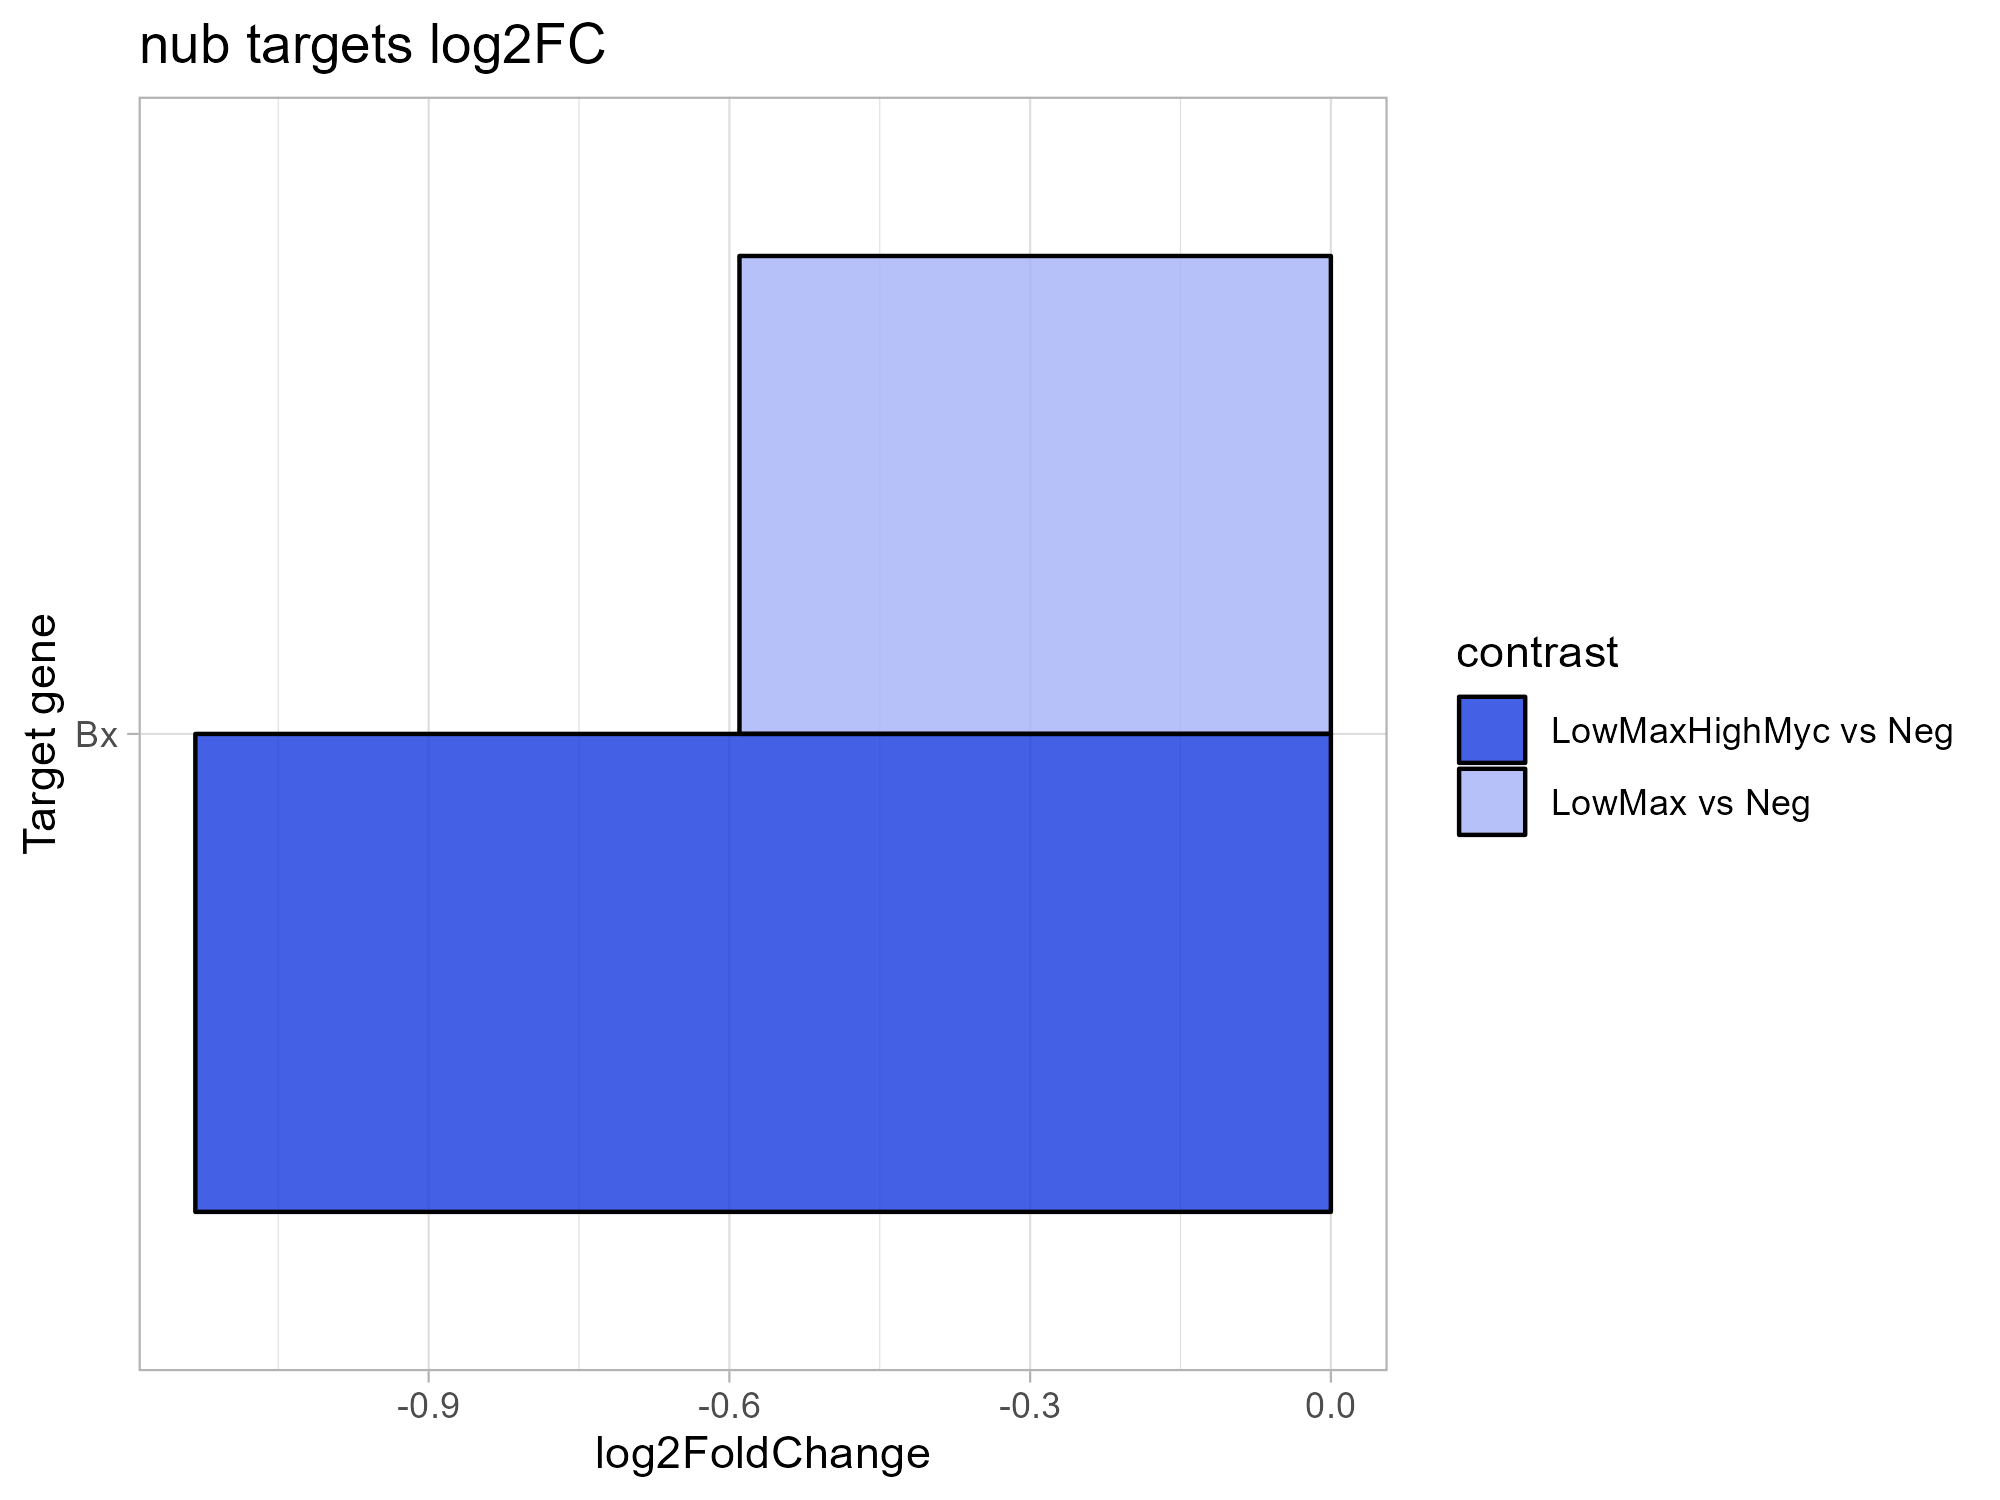 nub targets log2FC
Target gene
Bx
-0.9
-0.6
-0.3
0.0
log2FoldChange
contrast
LowMaxHighMyc vs Neg
LowMax vs Neg